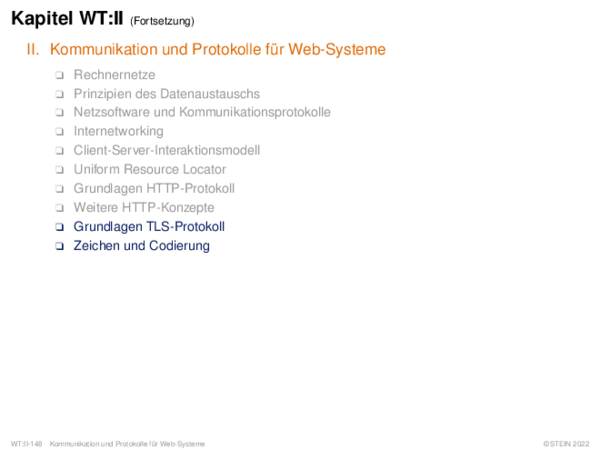 Kapitel WT:II (Fortsetzung)
II. Kommunikation und Protokolle für Web-Systeme
❑ Rechnernetze
❑ Prinzipien des Datenaustauschs
❑ Netzsoftware und Kommunikationsprotokolle
❑ Internetworking
❑ Client-Server-Interaktionsmodell
❑ Uniform Resource Locator
❑ Grundlagen HTTP-Protokoll
❑ Weitere HTTP-Konzepte
❑ Grundlagen TLS-Protokoll
❑ Zeichen und Codierung
WT:II-148 Kommunikation und Protokolle für Web-Systeme ©STEIN 2022